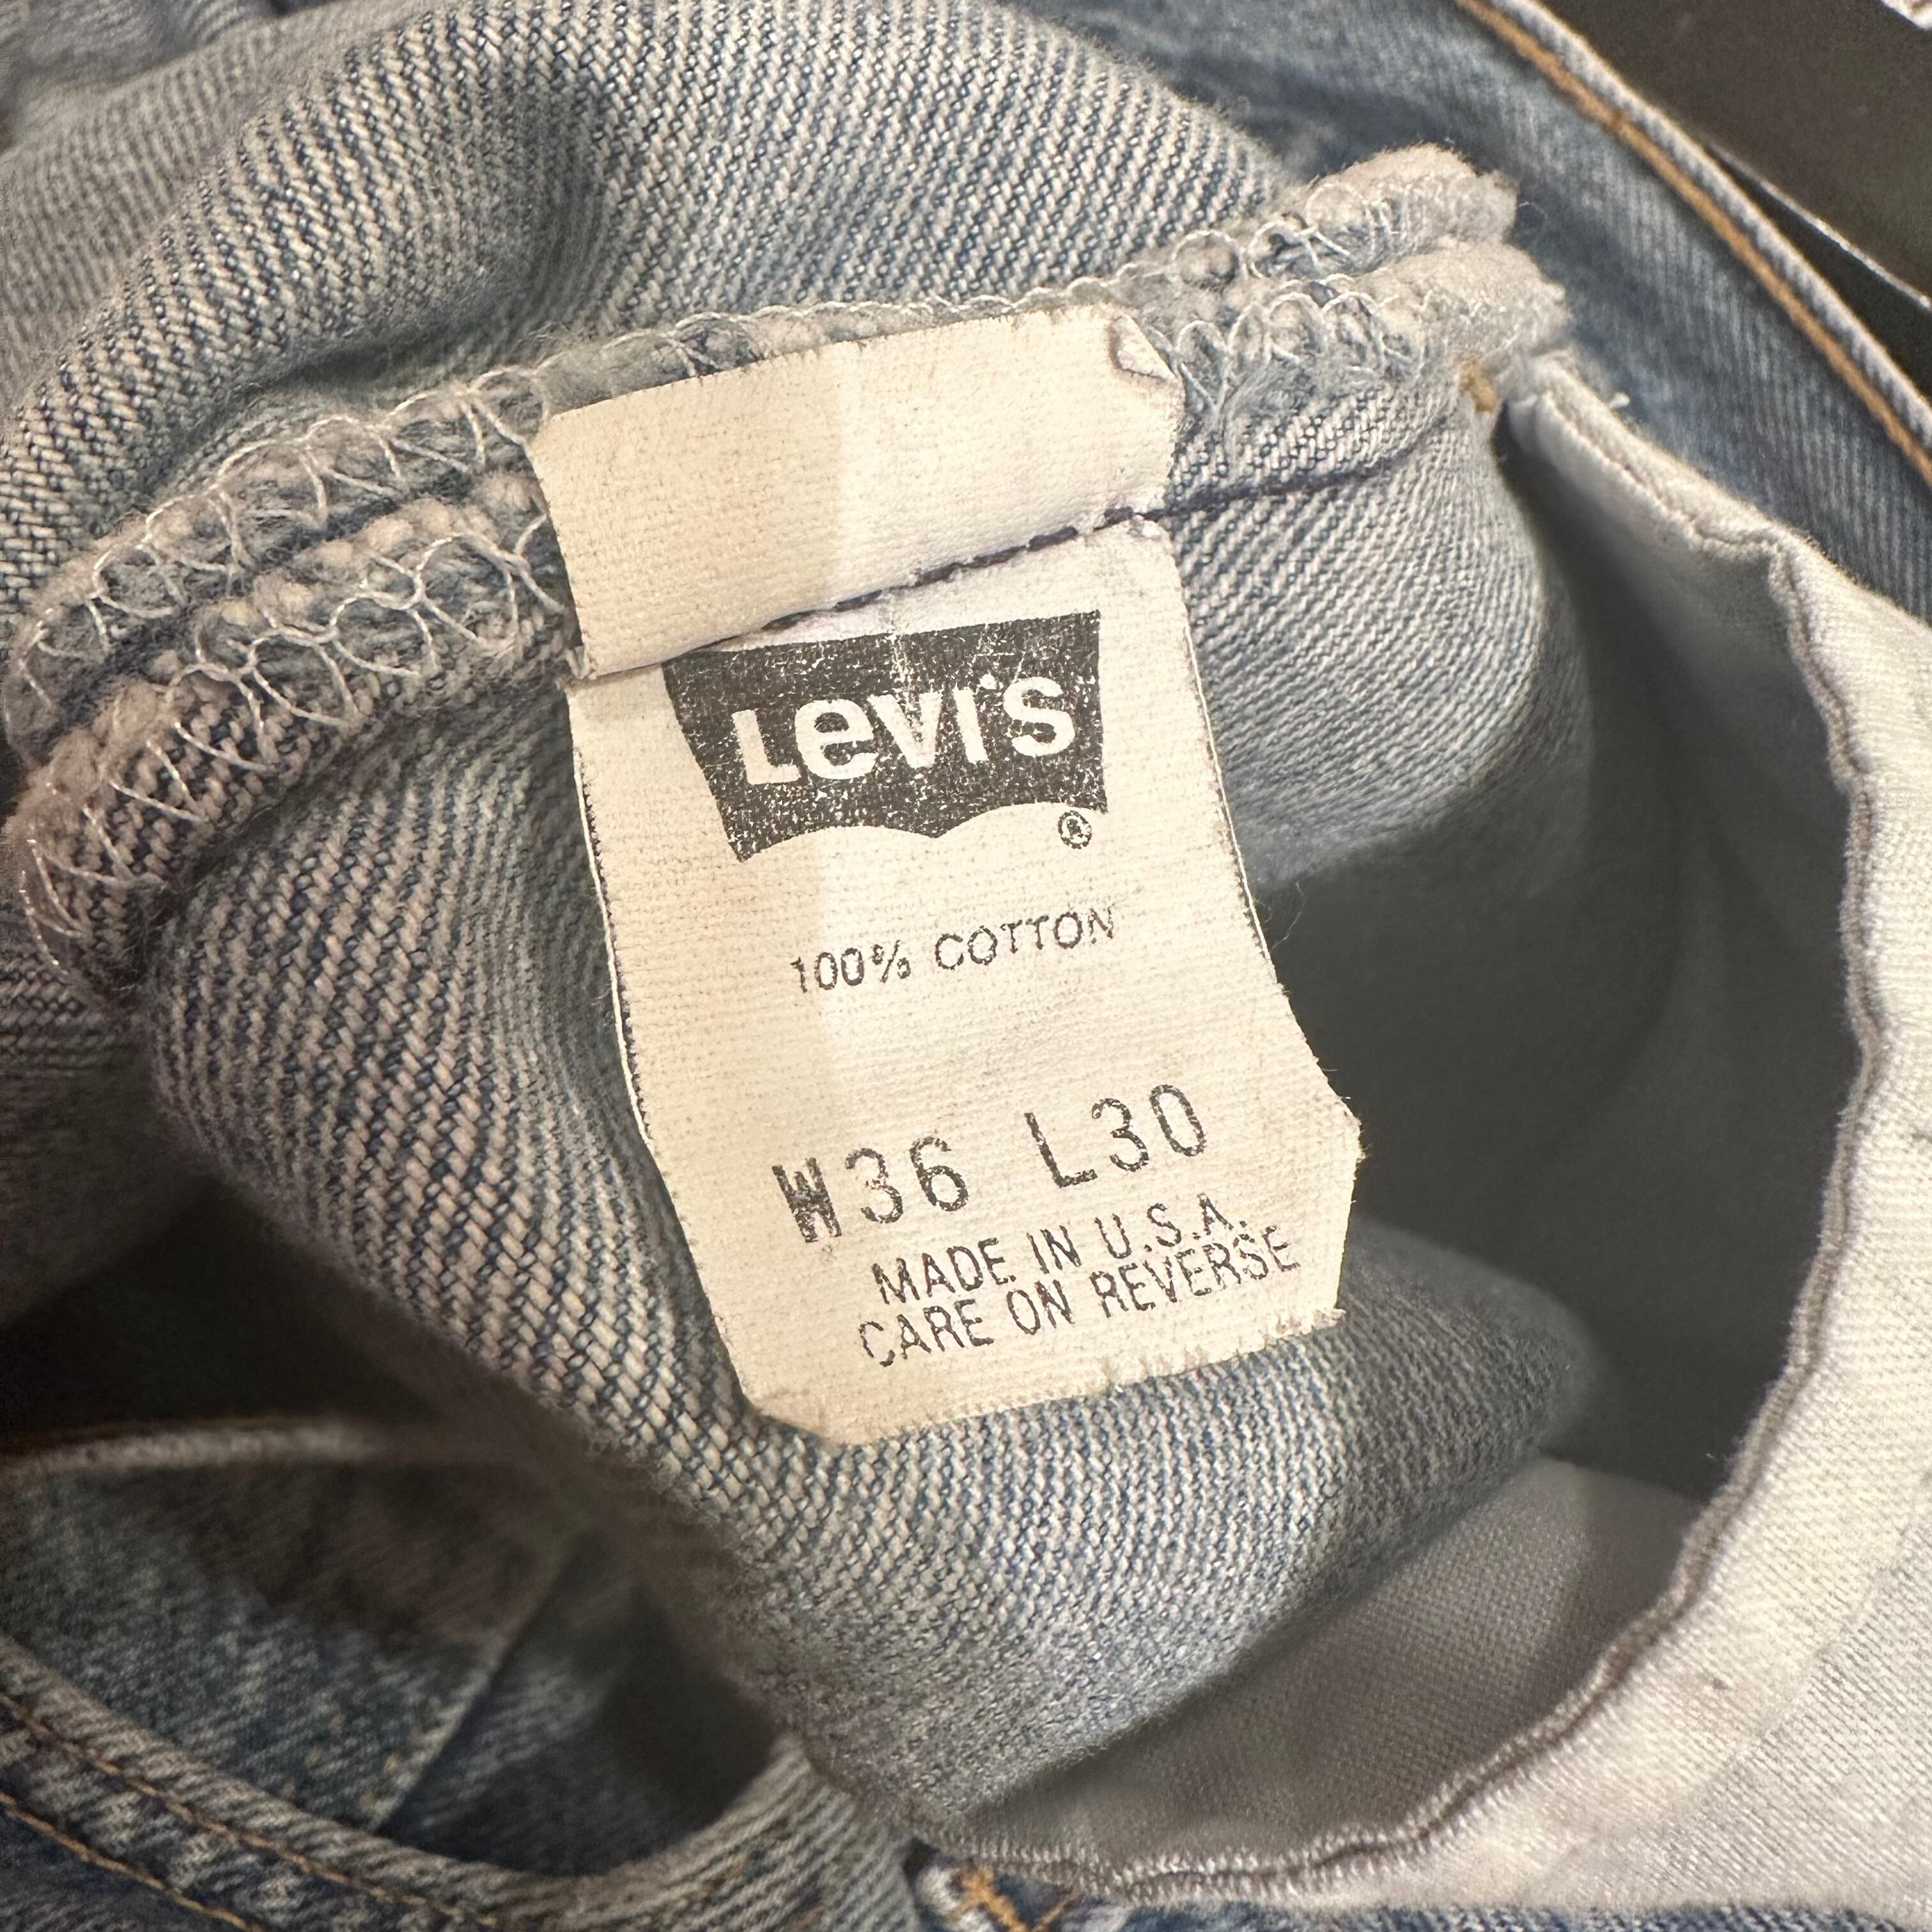 LEVI'S
®
100% COTTON
W36 L30
MADE IN U.S.A.
CARE ON REVERSE